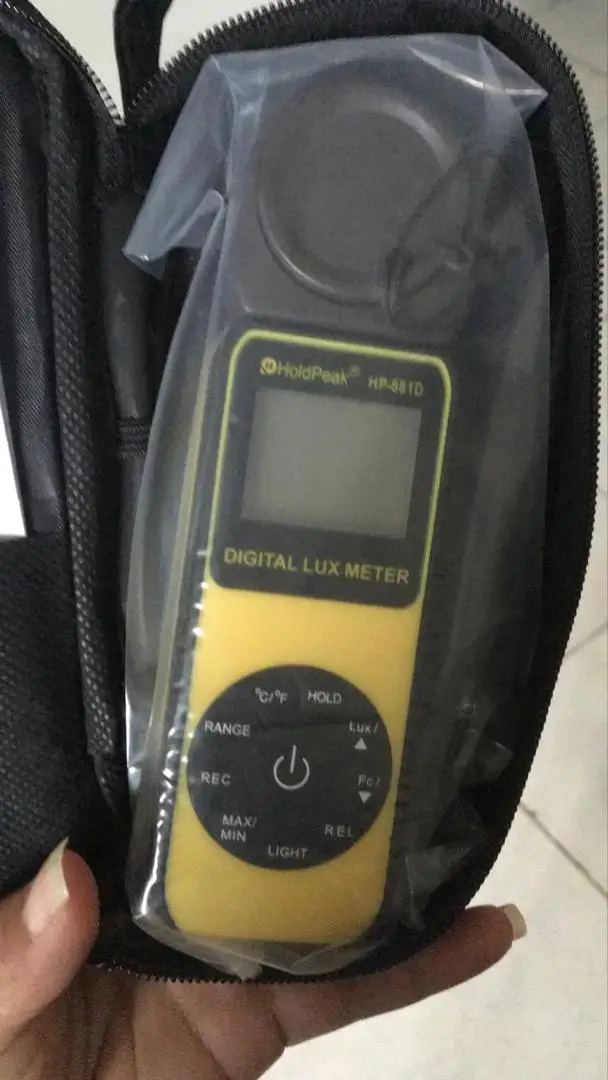 HoldPeak® HP-881D
DIGITAL LUX METER
°C/°F HOLD
RANGE Lux/▲
REC Fc/▼
MAX/MIN REL
LIGHT